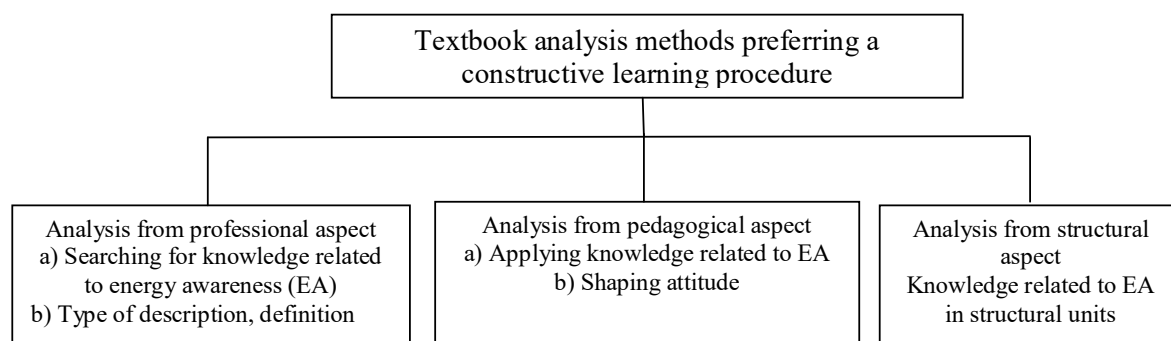 Textbook analysis methods preferring a
constructive learning procedure
Analysis from professional aspect
a) Searching for knowledge related
to energy awareness (EA)
b) Type of description, definition
Analysis from pedagogical aspect
a) Applying knowledge related to EA
b) Shaping attitude
Analysis from structural
aspect
Knowledge related to EA
in structural units